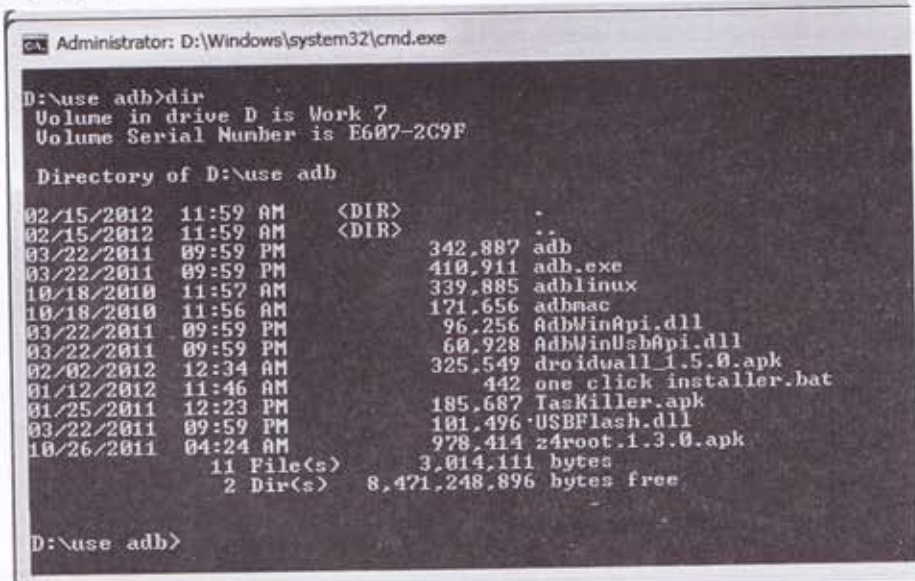 Administrator: D:\Windows\system32\cmd.exe
D:\use adb>dir
Volume in drive D is Work 7
Volume Serial Number is E607-2C9F
Directory of D:\use adb
02/15/2012 11:59 AM <DIR> .
02/15/2012 11:59 AM <DIR> ..
03/22/2011 09:59 PM 342,887 adb
03/22/2011 09:59 PM 410,911 adb.exe
10/18/2010 11:57 AM 339,885 adblinux
10/18/2010 11:56 AM 171,656 adbmac
03/22/2011 09:59 PM 96,256 AdbWinApi.dll
03/22/2011 09:59 PM 60,928 AdbWinUsbApi.dll
02/02/2012 12:34 AM 325,549 droidwall_1.5.0.apk
01/12/2012 11:46 AM 442 one click installer.bat
01/25/2011 12:23 PM 185,687 TasKiller.apk
03/22/2011 09:59 PM 101,496 USBFlash.dll
10/26/2011 04:24 AM 978,414 z4root.1.3.0.apk
11 File(s) 3,014,111 bytes
2 Dir(s) 8,471,248,896 bytes free
D:\use adb>